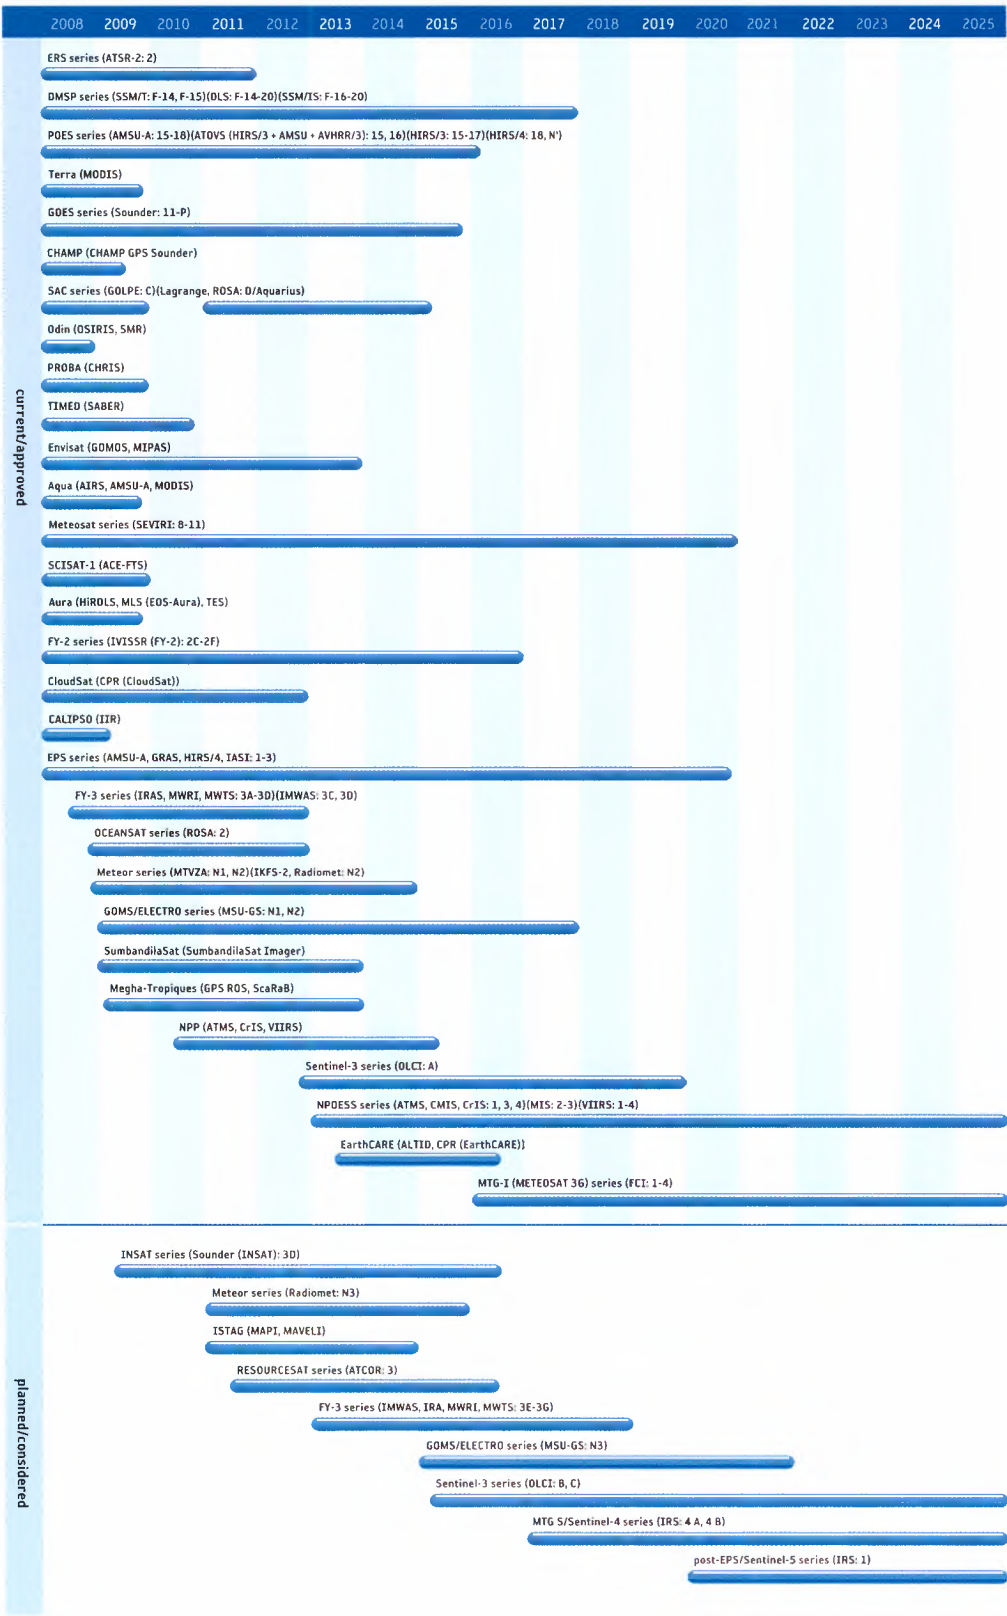 2008 2009 2010 2011 2012 2013 2014 2015 2016 2017 2018 2019 2020 2021 2022 2023 2024 2025
current/approved
ERS series (ATSR-2: 2)
DMSP series (SSM/T: F-14, F-15)(OLS: F-14-20)(SSM/IS: F-16-20)
POES series (AMSU-A: 15-18)(ATOVS (HIRS/3 + AMSU + AVHRR/3): 15, 16)(HIRS/3: 15-17)(HIRS/4: 18, N')
Terra (MODIS)
GOES series (Sounder: 11-P)
CHAMP (CHAMP GPS Sounder)
SAC series (GOLPE: C)(Lagrange, ROSA: D/Aquarius)
Odin (OSIRIS, SMR)
PROBA (CHRIS)
TIMED (SABER)
Envisat (GOMOS, MIPAS)
Aqua (AIRS, AMSU-A, MODIS)
Meteosat series (SEVIRI: 8-11)
SCISAT-1 (ACE-FTS)
Aura (HiRDLS, MLS (EOS-Aura), TES)
FY-2 series (IVISSR (FY-2): 2C-2F)
CloudSat (CPR (CloudSat))
CALIPSO (IIR)
EPS series (AMSU-A, GRAS, HIRS/4, IASI: 1-3)
FY-3 series (IRAS, MWRI, MWTS: 3A-3D)(IMWAS: 3C, 3D)
OCEANSAT series (ROSA: 2)
Meteor series (MTVZA: N1, N2)(IKFS-2, Radiomet: N2)
GOMS/ELECTRO series (MSU-GS: N1, N2)
SumbandilaSat (SumbandilaSat Imager)
Megha-Tropiques (GPS ROS, ScaRaB)
NPP (ATMS, CrIS, VIIRS)
Sentinel-3 series (OLCI: A)
NPOESS series (ATMS, CMIS, CrIS: 1, 3, 4)(MIS: 2-3)(VIIRS: 1-4)
EarthCARE (ALTID, CPR (EarthCARE))
MTG-I (METEOSAT 3G) series (FCI: 1-4)
planned/considered
INSAT series (Sounder (INSAT): 3D)
Meteor series (Radiomet: N3)
ISTAG (MAPI, MAVELI)
RESOURCESAT series (ATCOR: 3)
FY-3 series (IMWAS, IRA, MWRI, MWTS: 3E-3G)
GOMS/ELECTRO series (MSU-GS: N3)
Sentinel-3 series (OLCI: B, C)
MTG S/Sentinel-4 series (IRS: 4 A, 4 B)
post-EPS/Sentinel-5 series (IRS: 1)